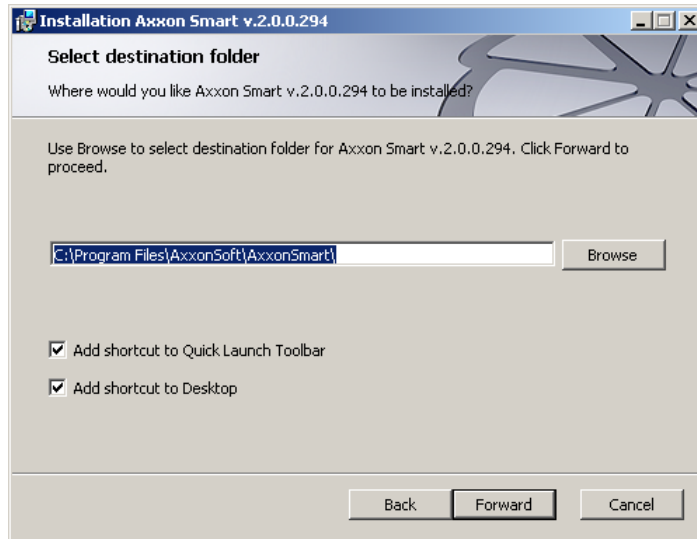 Installation Axxon Smart v.2.0.0.294
Select destination folder
Where would you like Axxon Smart v.2.0.0.294 to be installed?
Use Browse to select destination folder for Axxon Smart v.2.0.0.294. Click Forward to
proceed.
C:\Program Files\AxxonSoft\AxxonSmart\
Browse
Add shortcut to Quick Launch Toolbar
Add shortcut to Desktop
Back
Forward
Cancel